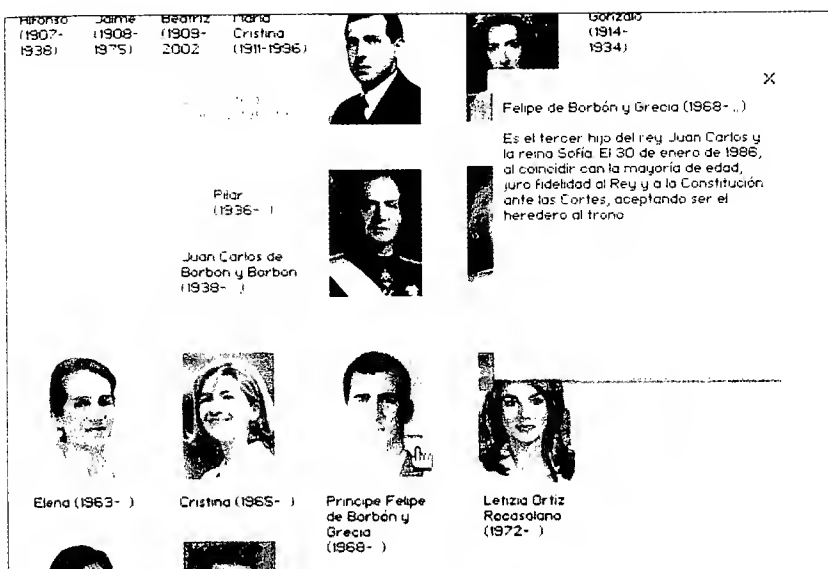 Alfonso
(1907-
1938)
Jaime
(1908-
1975)
Beatriz
(1909-
2002
María
Cristina
(1911-1996)
Gonzalo
(1914-
1934)
X
Felipe de Borbón y Grecia (1968- ..)
Es el tercer hijo del rey Juan Carlos y
la reina Sofía. El 30 de enero de 1986,
al coincidir con la mayoría de edad,
juro fidelidad al Rey y a la Constitución
ante las Cortes, aceptando ser el
heredero al trono
Pilar
(1936- )
Juan Carlos de
Borbon y Borbon
(1938- .)
Elena (1963- )
Cristina (1965- )
Principe Felipe
de Borbón y
Grecia
(1968- )
Letizia Ortiz
Rocasolano
(1972- )